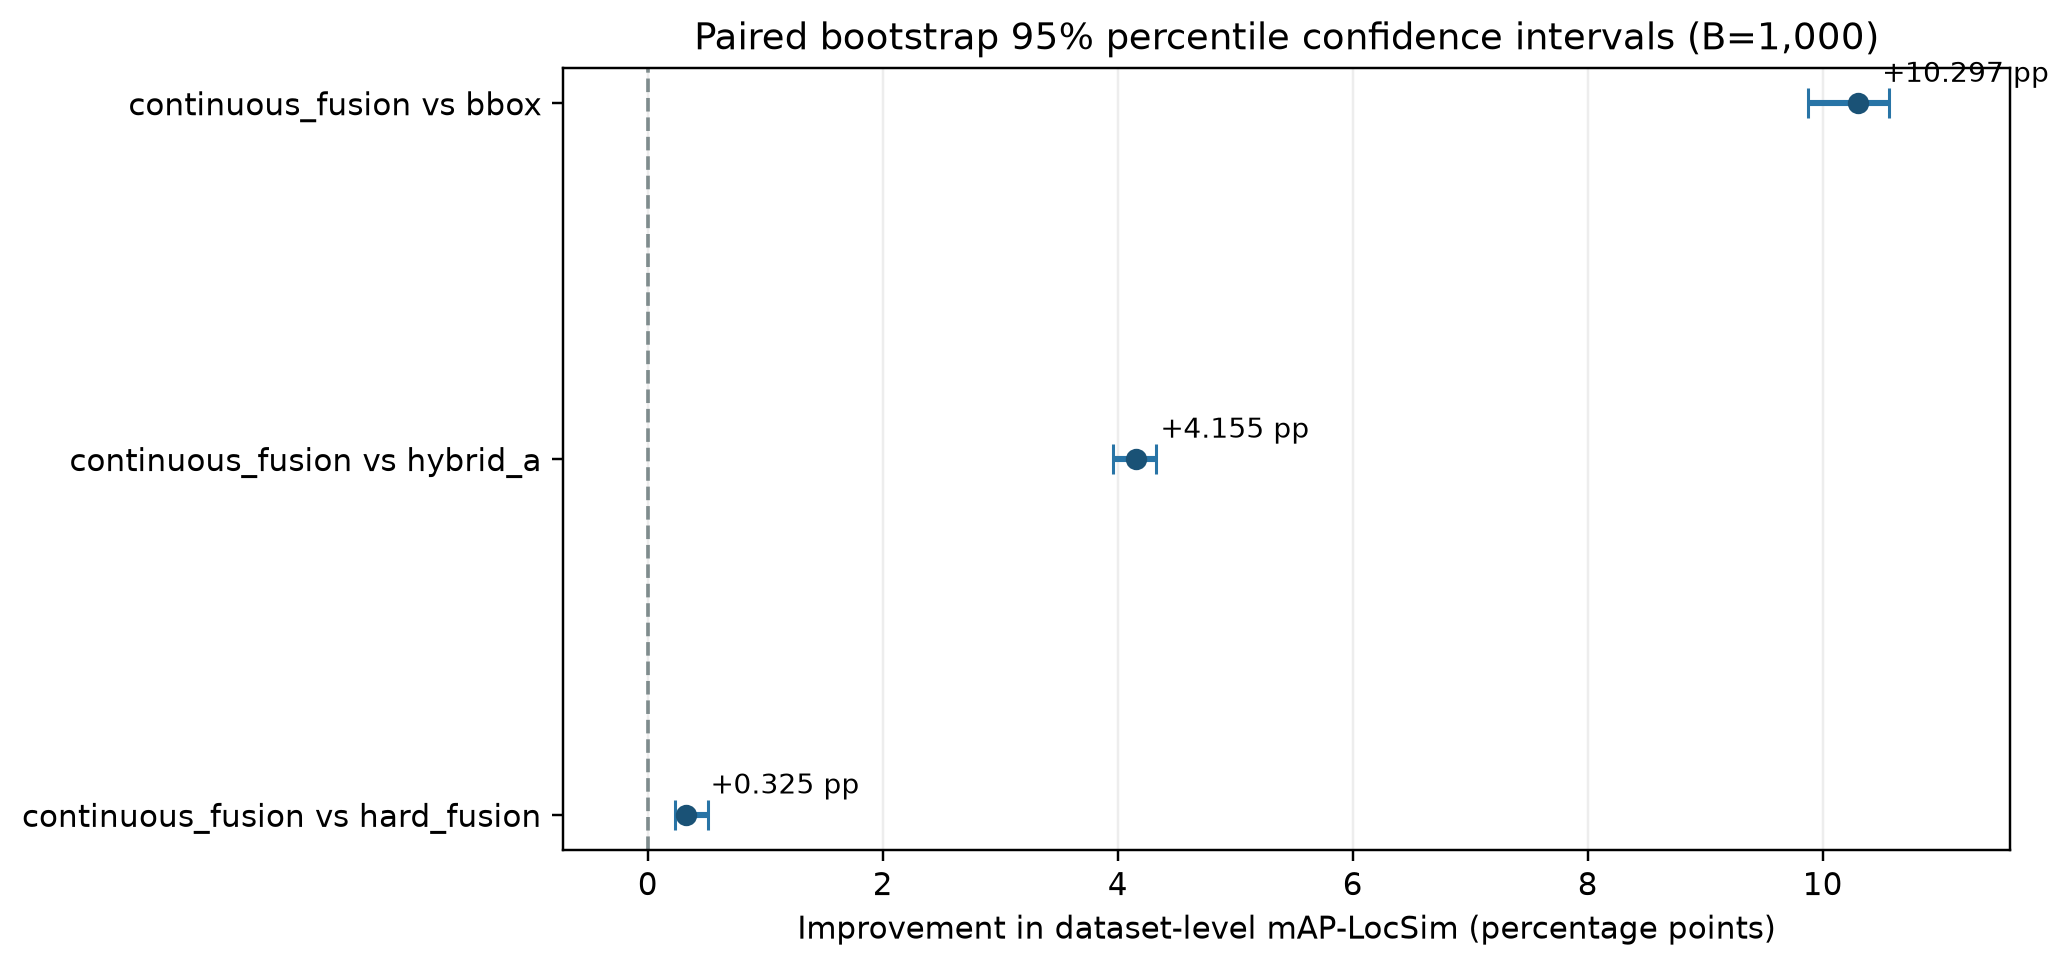 Paired bootstrap 95% percentile confidence intervals (B=1,000)
+10.297 pp
continuous_fusion vs bbox
+4.155 pp
continuous_fusion vs hybrid_a
+0.325 pp
continuous_fusion vs hard_fusion
0 2 4 6 8 10
Improvement in dataset-level mAP-LocSim (percentage points)